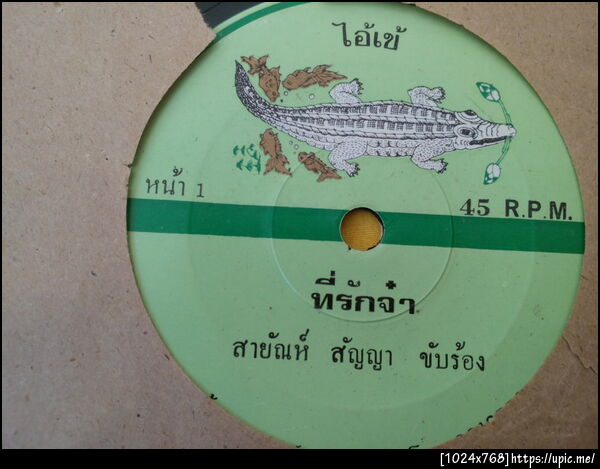 ไอ้เข้
หน้า 1
45 R.P.M.
ที่รักจ๋า
สายัณห์ สัญญา ขับร้อง
[1024x768]https://upic.me/